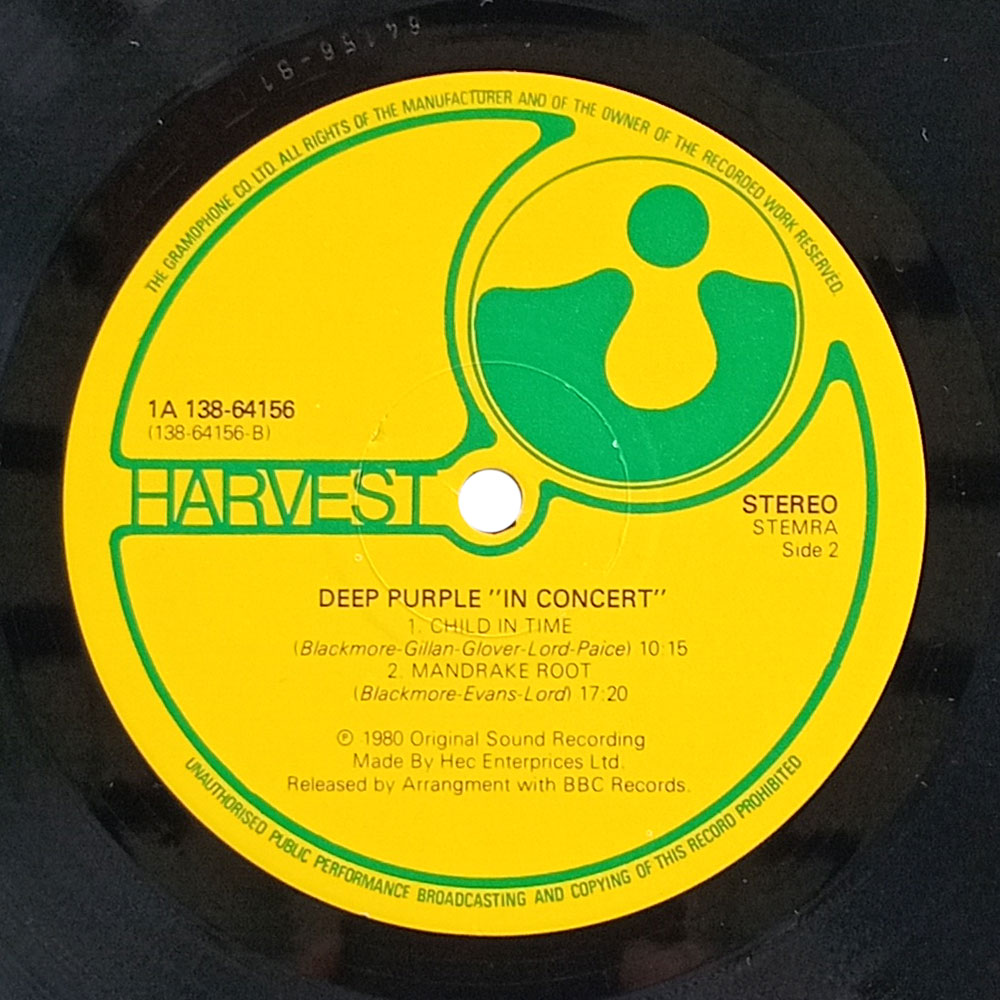 64156-B1
THE GRAMOPHONE CO. LTD. ALL RIGHTS OF THE MANUFACTURER AND OF THE OWNER OF THE RECORDED WORK RESERVED.
1A 138-64156
(138-64156-B)
HARVEST
STEREO
STEMRA
Side 2
DEEP PURPLE "IN CONCERT"
1. CHILD IN TIME
(Blackmore-Gillan-Glover-Lord-Paice) 10:15
2. MANDRAKE ROOT
(Blackmore-Evans-Lord) 17:20
℗ 1980 Original Sound Recording
Made By Hec Enterprices Ltd.
Released by Arrangment with BBC Records.
UNAUTHORISED PUBLIC PERFORMANCE BROADCASTING AND COPYING OF THIS RECORD PROHIBITED